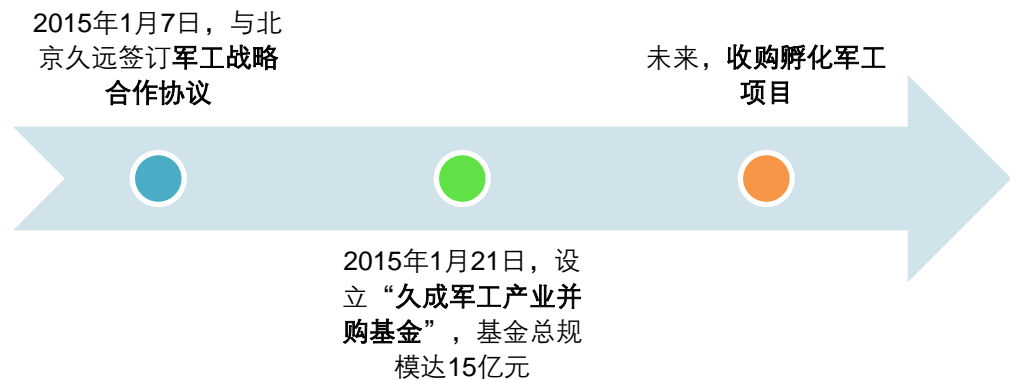 2015年1月7日，与北
京久远签订军工战略
合作协议
未来，收购孵化军工
项目
2015年1月21日，设
立“久成军工产业并
购基金”，基金总规
模达15亿元